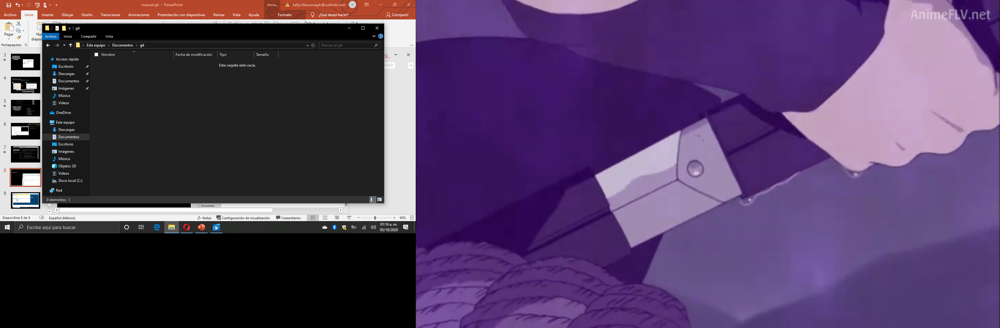 manual git - PowerPoint
Herra...
kellyvillanuevag4r@outlook.com
K
Archivo Inicio Insertar Dibujar Diseño Transiciones Animaciones Presentación con diapositivas Revisar Vista Ayuda Formato ¿Qué desea hacer? Compartir
Pegar
Portapapeles
git
Archivo Inicio Compartir Vista
Este equipo Documentos git
Buscar en git
Nombre Fecha de modificación Tipo Tamaño
Esta carpeta está vacía.
Acceso rápido
Escritorio
Descargas
Documentos
Imágenes
Música
Videos
OneDrive
Este equipo
Descargas
Documentos
Escritorio
Imágenes
Música
Objetos 3D
Videos
Disco local (C:)
Red
0 elementos
3
4
5
6
7
8
9
Documentos
Diapositiva 8 de 9 Español (México) Notas Configuración de visualización Comentarios 90%
Escribe aquí para buscar
01:16 a. m.
05/10/2020
AnimeFLV.net